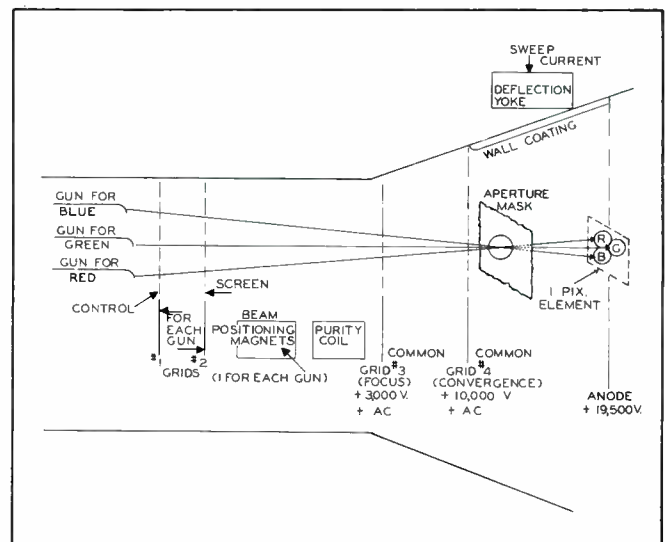 SWEEP
CURRENT
DEFLECTION
YOKE
WALL COATING
APERTURE
MASK
GUN FOR
BLUE
GUN FOR
GREEN
GUN FOR
RED
R
G
B
1 PIX.
ELEMENT
CONTROL
SCREEN
FOR
EACH
GUN
#1 #2
GRIDS
BEAM
POSITIONING
MAGNETS
(1 FOR EACH GUN)
PURITY
COIL
COMMON
GRID #3
(FOCUS)
+ 3,000 V.
+ AC
COMMON
GRID #4
(CONVERGENCE)
+ 10,000 V
+ AC
ANODE
+ 19,500V.